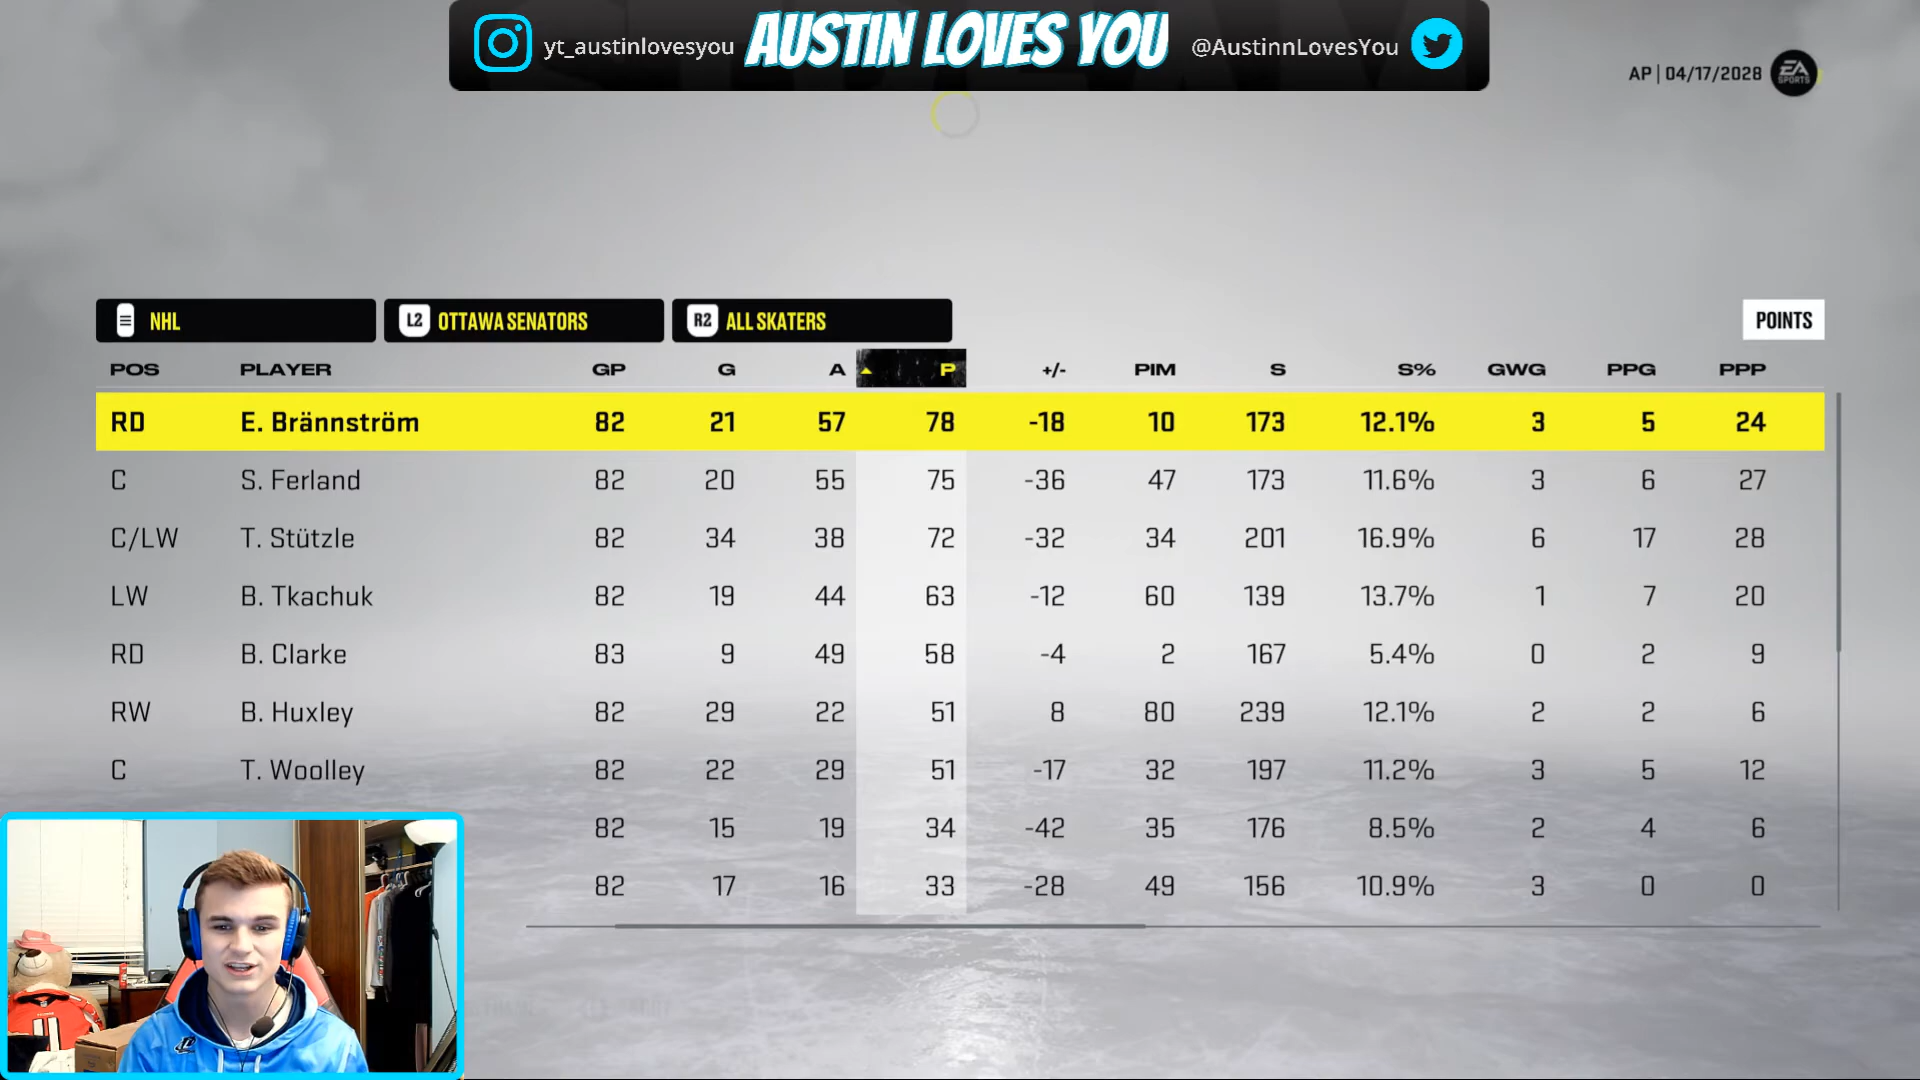 yt_austinlovesyou AUSTIN LOVES YOU @AustinnLovesYou
AP | 04/17/2028 EA SPORTS
NHL L2 OTTAWA SENATORS R2 ALL SKATERS POINTS
POS PLAYER GP G A P +/- PIM S S% GWG PPG PPP
RD E. Brännström 82 21 57 78 -18 10 173 12.1% 3 5 24
C S. Ferland 82 20 55 75 -36 47 173 11.6% 3 6 27
C/LW T. Stützle 82 34 38 72 -32 34 201 16.9% 6 17 28
LW B. Tkachuk 82 19 44 63 -12 60 139 13.7% 1 7 20
RD B. Clarke 83 9 49 58 -4 2 167 5.4% 0 2 9
RW B. Huxley 82 29 22 51 8 80 239 12.1% 2 2 6
C T. Woolley 82 22 29 51 -17 32 197 11.2% 3 5 12
82 15 19 34 -42 35 176 8.5% 2 4 6
82 17 16 33 -28 49 156 10.9% 3 0 0